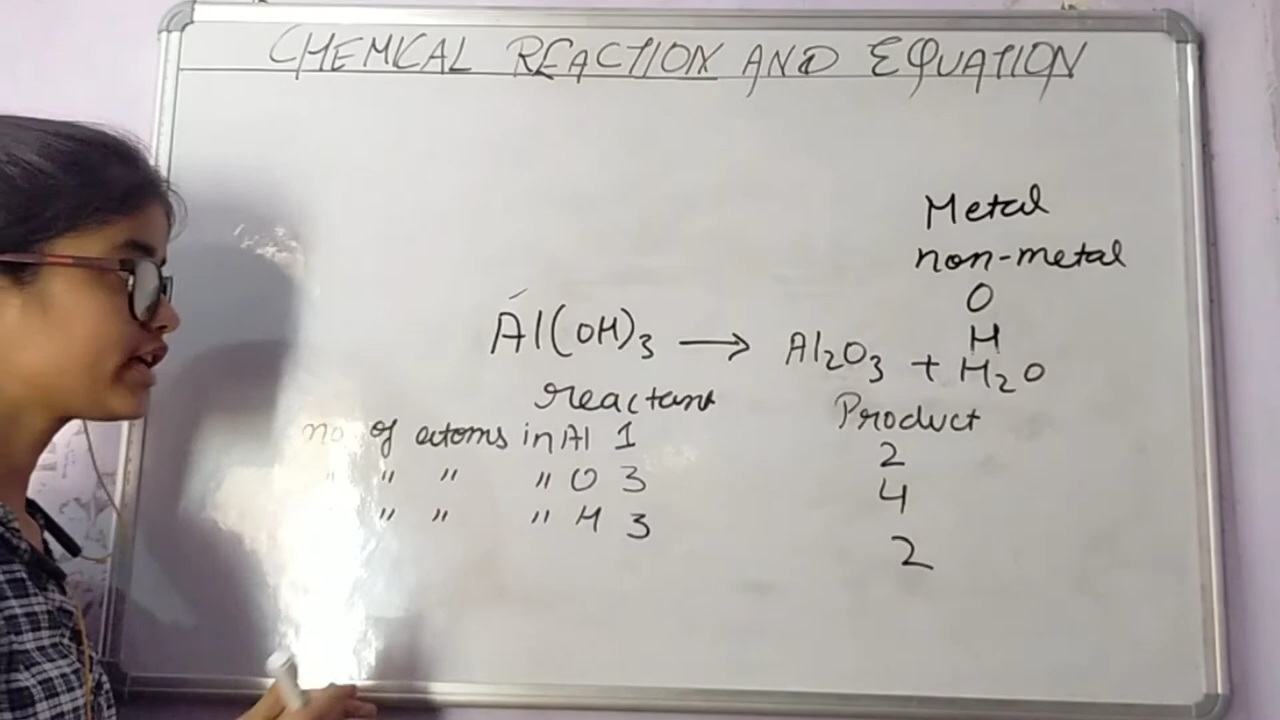 CHEMICAL REACTION AND EQUATION
Metal
non-metal
O
H
Al(OH)3 → Al2O3 + H2O
reactant Product
no of atoms in Al 1 2
" " " " O 3 4
" " " H 3 2